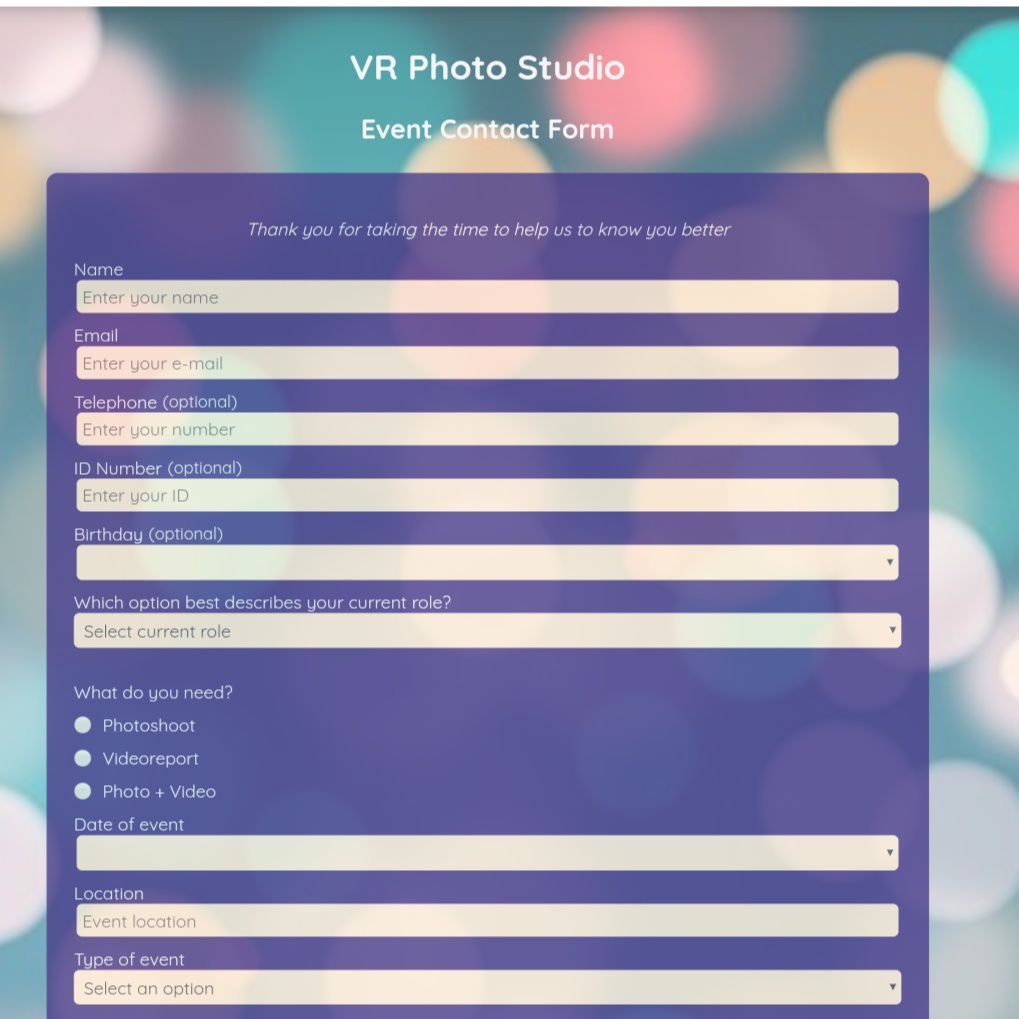 VR Photo Studio
Event Contact Form
Thank you for taking the time to help us to know you better
Name
Enter your name
Email
Enter your e-mail
Telephone (optional)
Enter your number
ID Number (optional)
Enter your ID
Birthday (optional)
Which option best describes your current role?
Select current role
What do you need?
Photoshoot
Videoreport
Photo + Video
Date of event
Location
Event location
Type of event
Select an option